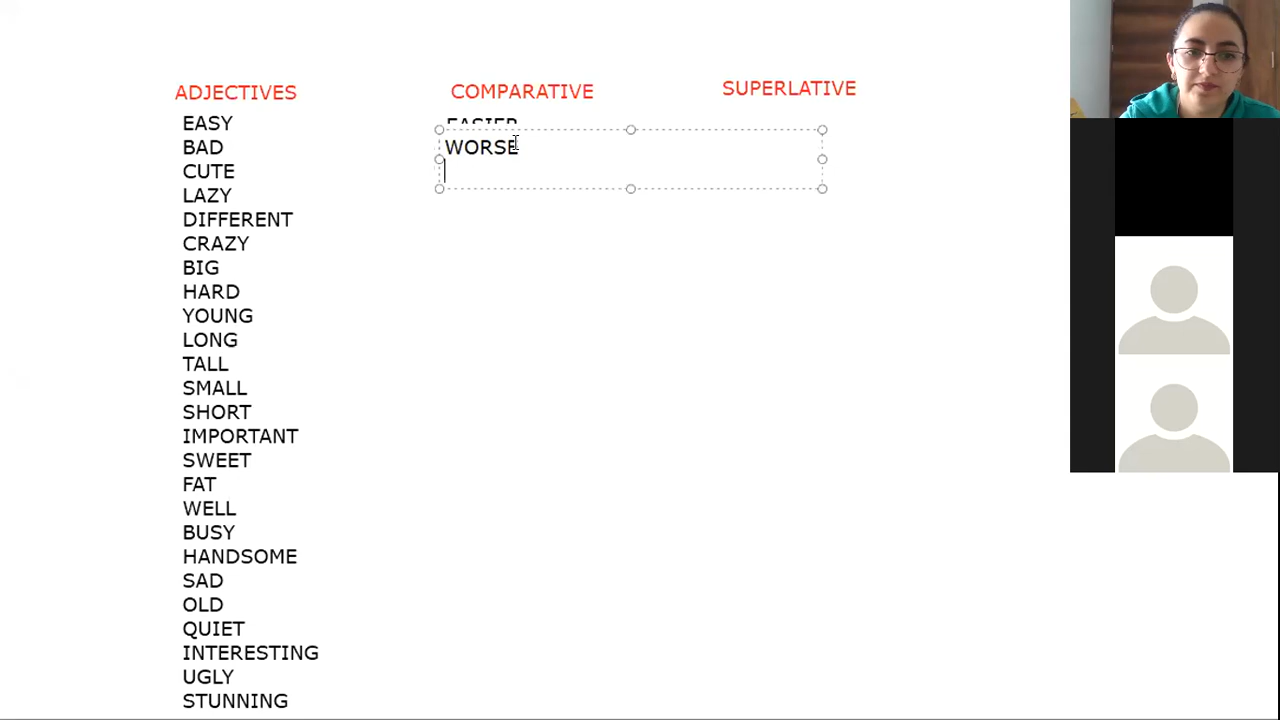 ADJECTIVES COMPARATIVE SUPERLATIVE
EASY EASIER
BAD WORSE
CUTE
LAZY
DIFFERENT
CRAZY
BIG
HARD
YOUNG
LONG
TALL
SMALL
SHORT
IMPORTANT
SWEET
FAT
WELL
BUSY
HANDSOME
SAD
OLD
QUIET
INTERESTING
UGLY
STUNNING